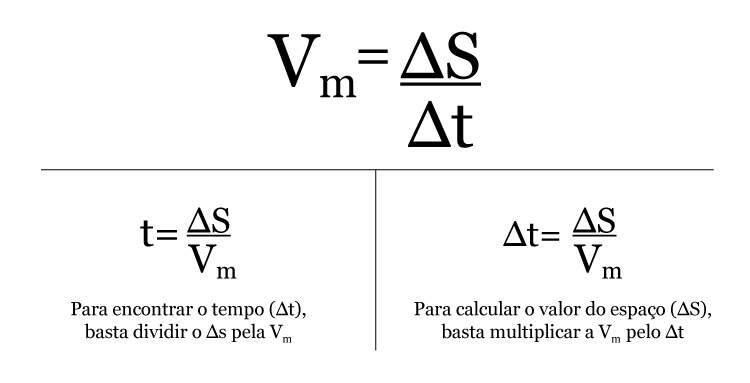 Vm=ΔS/Δt
t=ΔS/Vm
Para encontrar o tempo (Δt),
basta dividir o Δs pela Vm
Δt=ΔS/Vm
Para calcular o valor do espaço (ΔS),
basta multiplicar a Vm pelo Δt